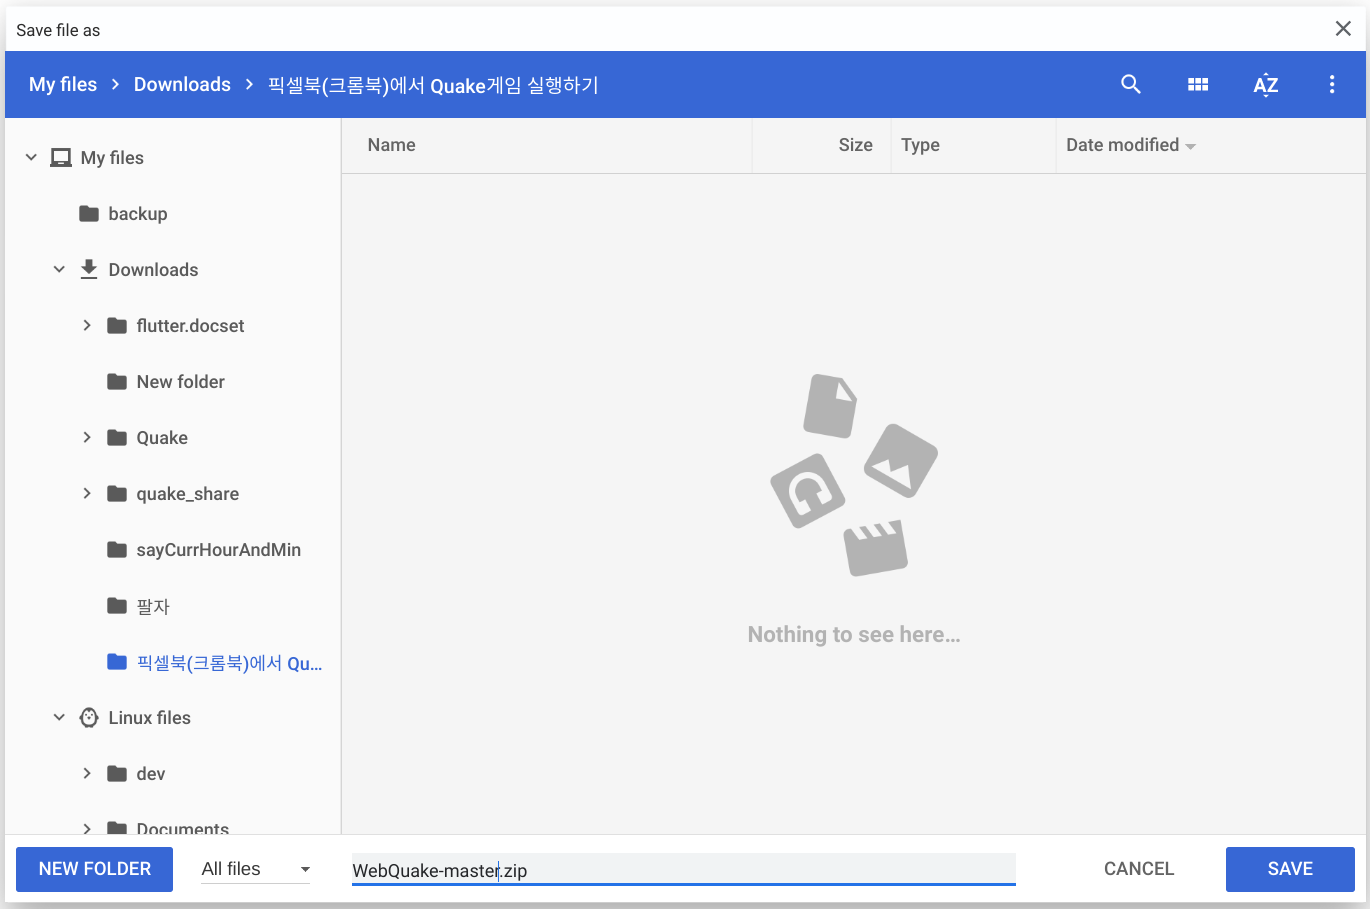 Save file as
My files > Downloads > 픽셀북(크롬북)에서 Quake게임 실행하기
AZ
Name Size Type Date modified
My files
backup
Downloads
flutter.docset
New folder
Quake
quake_share
sayCurrHourAndMin
팔자
픽셀북(크롬북)에서 Qu...
Linux files
dev
Documents
Nothing to see here...
NEW FOLDER All files WebQuake-master.zip CANCEL SAVE